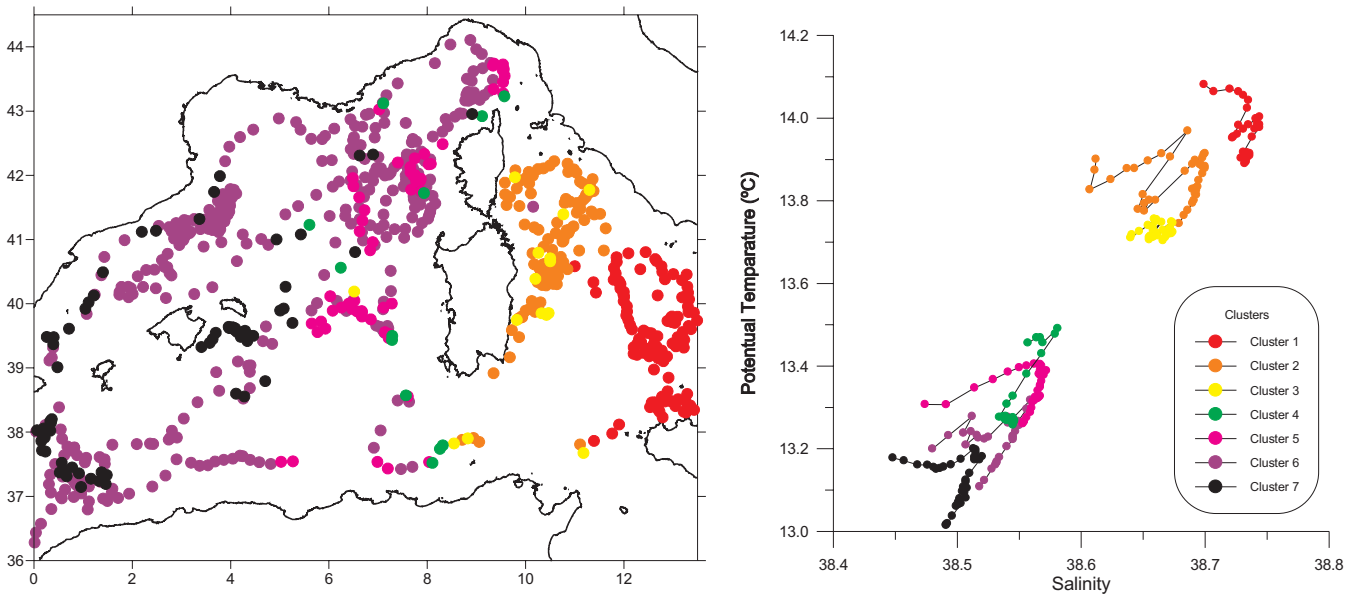 44
43
42
41
40
39
38
37
36
0 2 4 6 8 10 12
Potentual Temparature (ºC)
14.2
14.0
13.8
13.6
13.4
13.2
13.0
38.4 38.5 38.6 38.7 38.8
Salinity
Clusters
Cluster 1
Cluster 2
Cluster 3
Cluster 4
Cluster 5
Cluster 6
Cluster 7